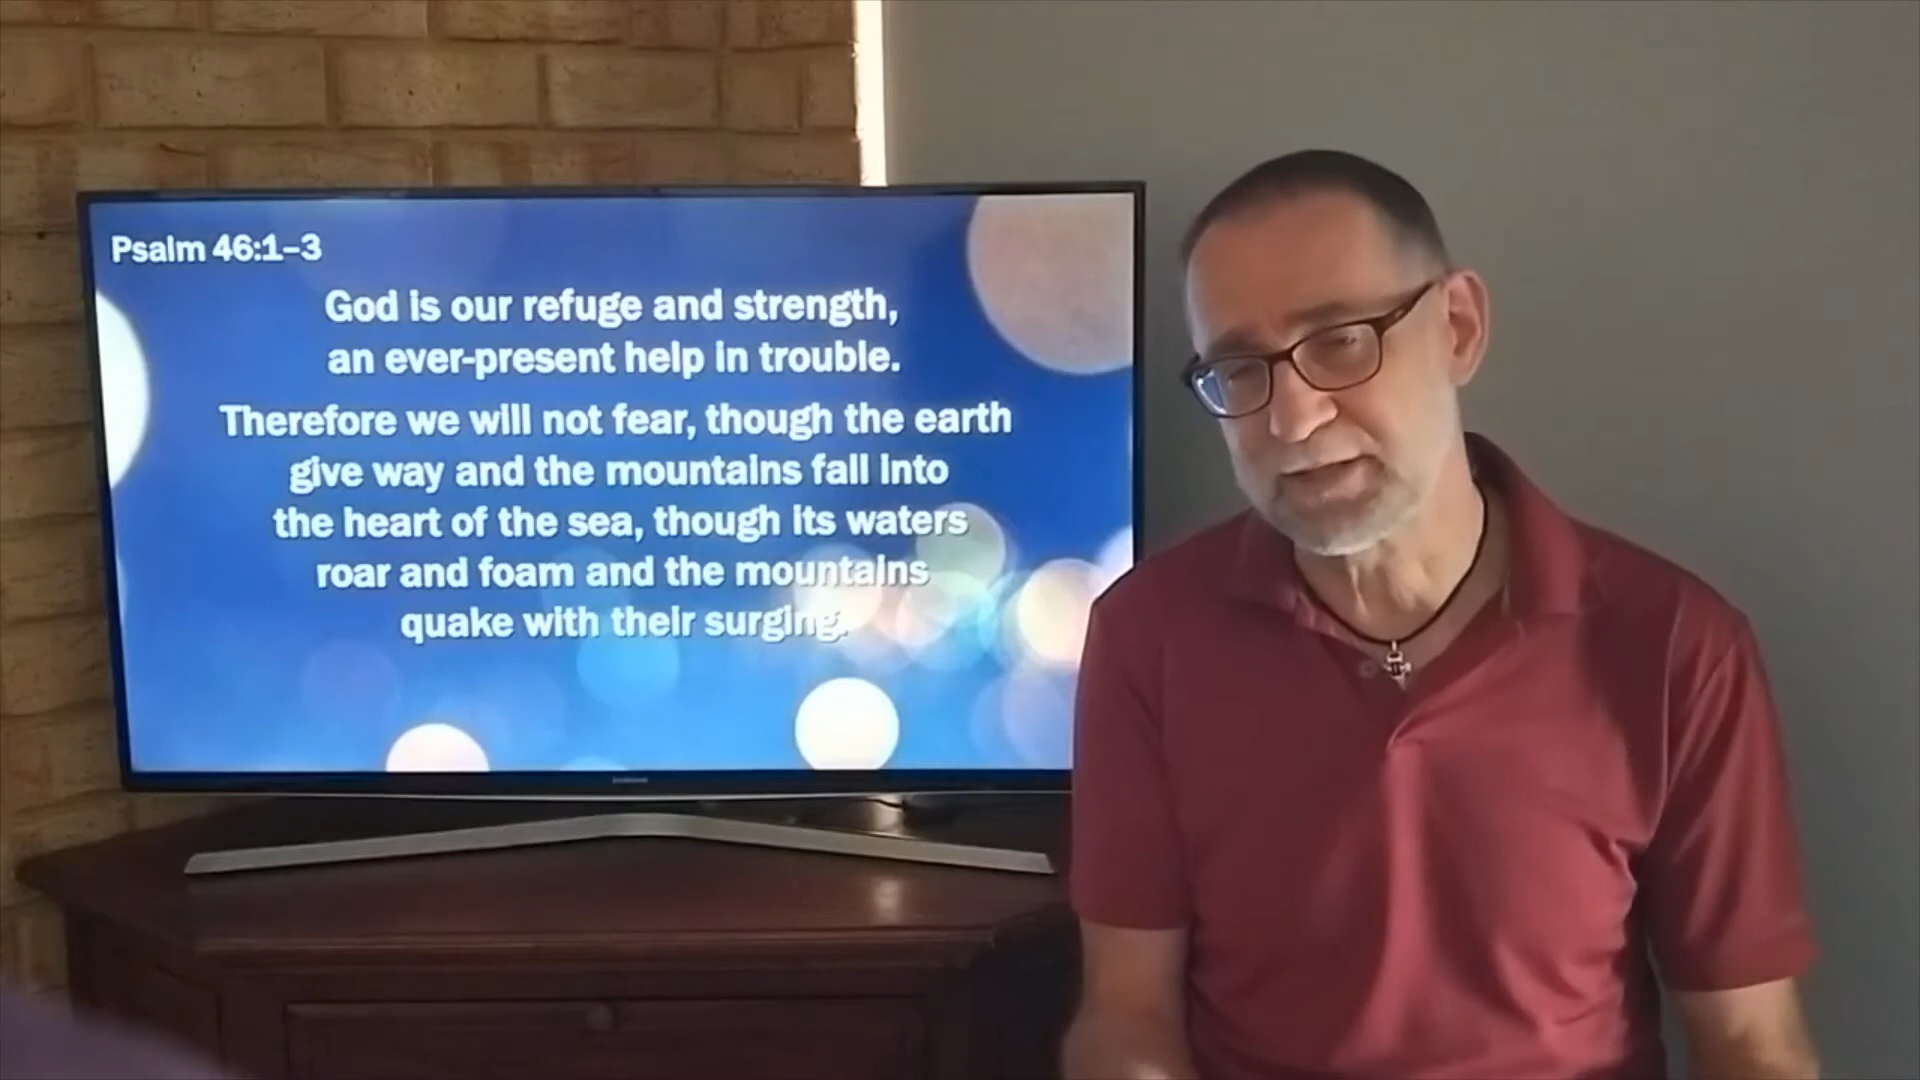 Psalm 46:1–3
God is our refuge and strength,
an ever-present help in trouble.
Therefore we will not fear, though the earth
give way and the mountains fall into
the heart of the sea, though its waters
roar and foam and the mountains
quake with their surging.